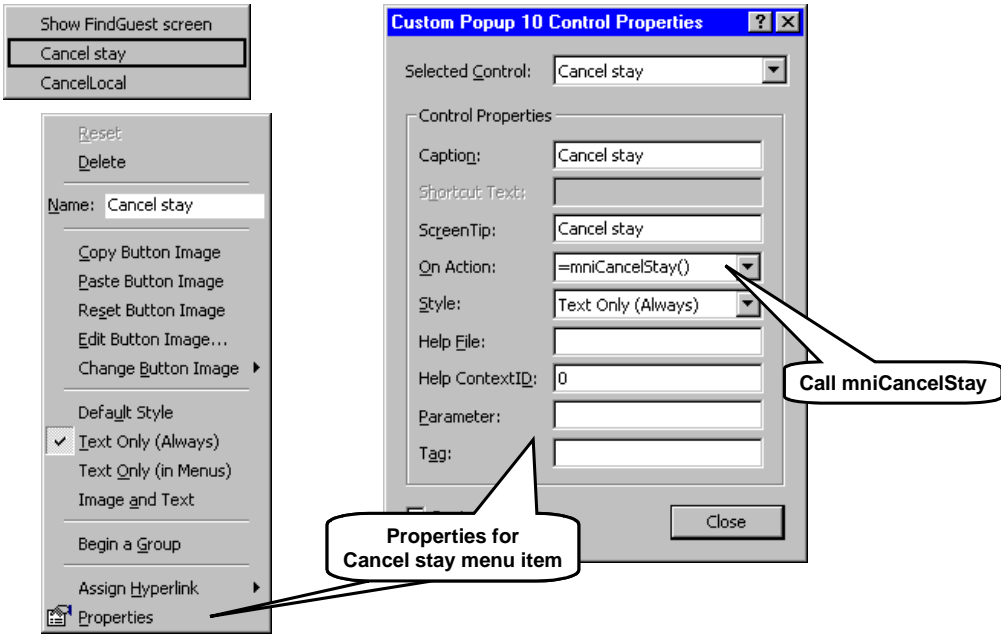 Show FindGuest screen
Cancel stay
CancelLocal
Reset
Delete
Name: Cancel stay
Copy Button Image
Paste Button Image
Reset Button Image
Edit Button Image...
Change Button Image
Default Style
Text Only (Always)
Text Only (in Menus)
Image and Text
Begin a Group
Assign Hyperlink
Properties
Custom Popup 10 Control Properties
Selected Control: Cancel stay
Control Properties
Caption: Cancel stay
Shortcut Text:
ScreenTip: Cancel stay
On Action: =mniCancelStay()
Style: Text Only (Always)
Help File:
Help ContextID: 0
Parameter:
Tag:
Close
Call mniCancelStay
Properties for
Cancel stay menu item